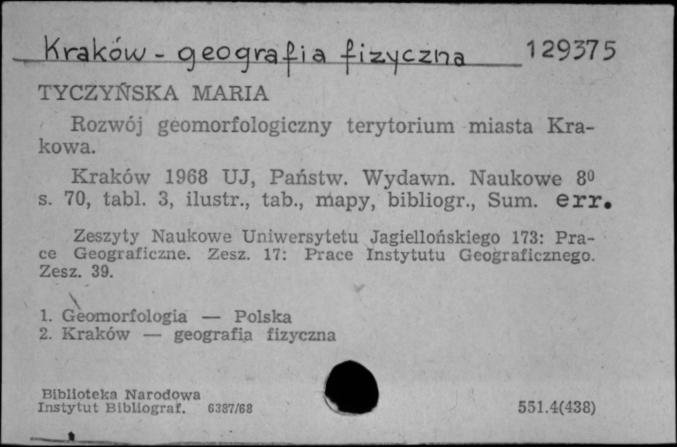 Kraków - geografia fizyczna 129375
TYCZYŃSKA MARIA
Rozwój geomorfologiczny terytorium miasta Kra-
kowa.
Kraków 1968 UJ, Państw. Wydawn. Naukowe 8⁰
s. 70, tabl. 3, ilustr., tab., mapy, bibliogr., Sum. err.
Zeszyty Naukowe Uniwersytetu Jagiellońskiego 173: Pra-
ce Geograficzne. Zesz. 17: Prace Instytutu Geograficznego.
Zesz. 39.
1. Geomorfologia — Polska
2. Kraków — geografia fizyczna
Biblioteka Narodowa
Instytut Bibliograf. 6387/68 551.4(438)